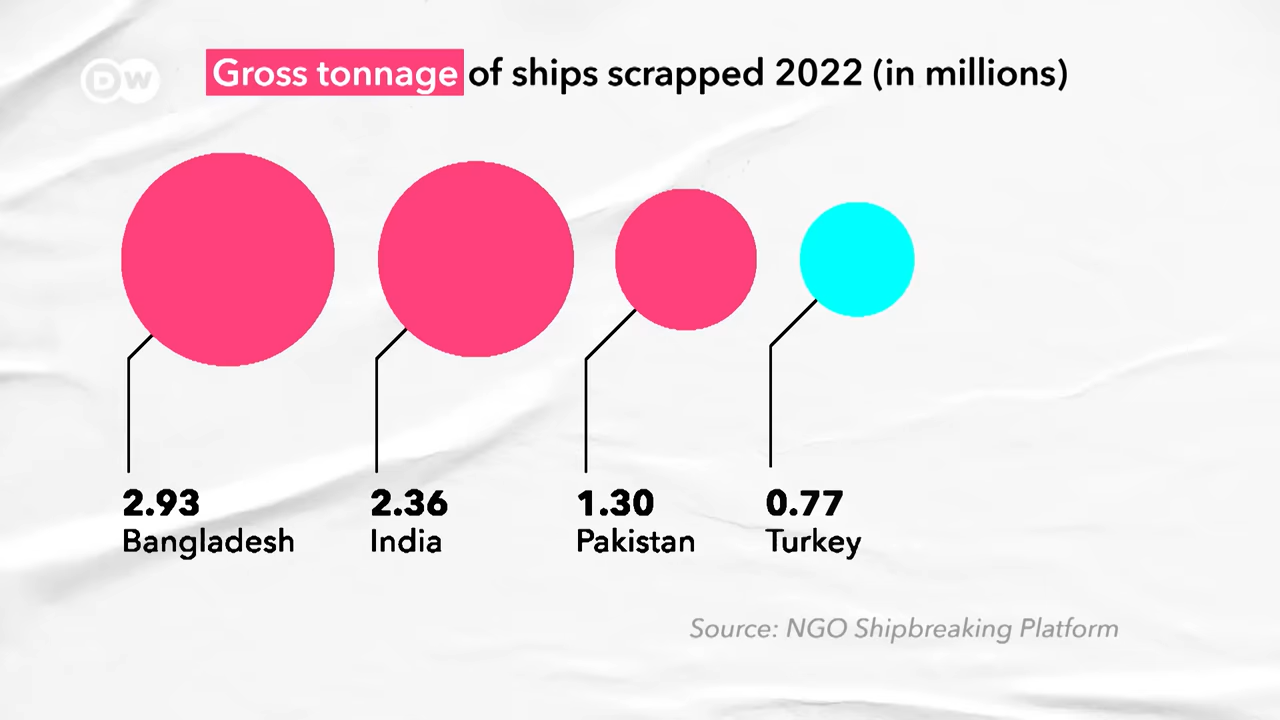 DW
Gross tonnage of ships scrapped 2022 (in millions)
2.93
Bangladesh
2.36
India
1.30
Pakistan
0.77
Turkey
Source: NGO Shipbreaking Platform